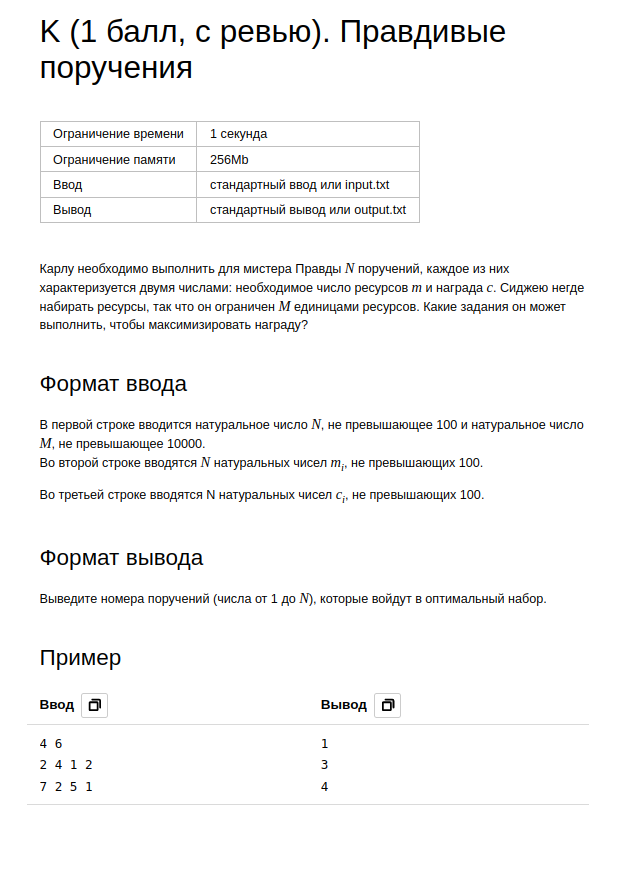 K (1 балл, с ревью). Правдивые
поручения
Ограничение времени 1 секунда
Ограничение памяти 256Mb
Ввод стандартный ввод или input.txt
Вывод стандартный вывод или output.txt
Карлу необходимо выполнить для мистера Правды N поручений, каждое из них
характеризуется двумя числами: необходимое число ресурсов m и награда c. Сиджею негде
набирать ресурсы, так что он ограничен M единицами ресурсов. Какие задания он может
выполнить, чтобы максимизировать награду?
Формат ввода
В первой строке вводится натуральное число N, не превышающее 100 и натуральное число
M, не превышающее 10000.
Во второй строке вводятся N натуральных чисел mi, не превышающих 100.
Во третьей строке вводятся N натуральных чисел ci, не превышающих 100.
Формат вывода
Выведите номера поручений (числа от 1 до N), которые войдут в оптимальный набор.
Пример
Ввод Вывод
4 6 1
2 4 1 2 3
7 2 5 1 4